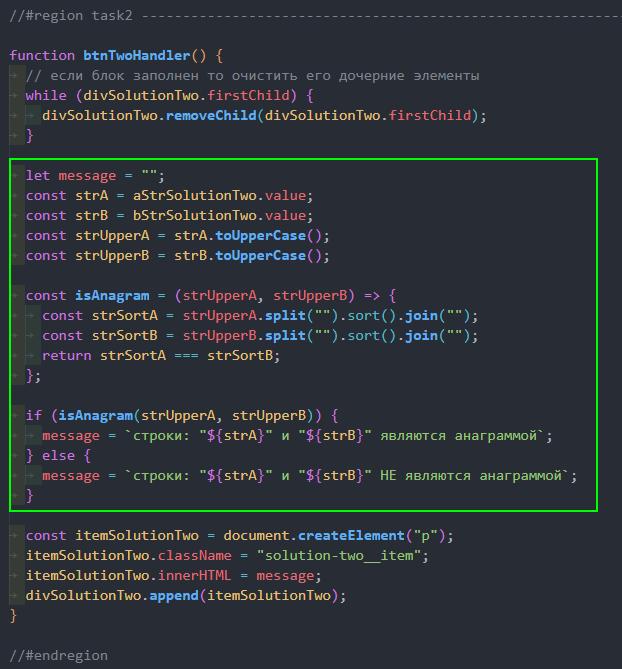 //#region task2 --------------------------------------------------------
function btnTwoHandler() {
// если блок заполнен то очистить его дочерние элементы
while (divSolutionTwo.firstChild) {
divSolutionTwo.removeChild(divSolutionTwo.firstChild);
}
let message = "";
const strA = aStrSolutionTwo.value;
const strB = bStrSolutionTwo.value;
const strUpperA = strA.toUpperCase();
const strUpperB = strB.toUpperCase();
const isAnagram = (strUpperA, strUpperB) => {
const strSortA = strUpperA.split("").sort().join("");
const strSortB = strUpperB.split("").sort().join("");
return strSortA === strSortB;
};
if (isAnagram(strUpperA, strUpperB)) {
message = `строки: "${strA}" и "${strB}" являются анаграммой`;
} else {
message = `строки: "${strA}" и "${strB}" НЕ являются анаграммой`;
}
const itemSolutionTwo = document.createElement("p");
itemSolutionTwo.className = "solution-two__item";
itemSolutionTwo.innerHTML = message;
divSolutionTwo.append(itemSolutionTwo);
}
//#endregion